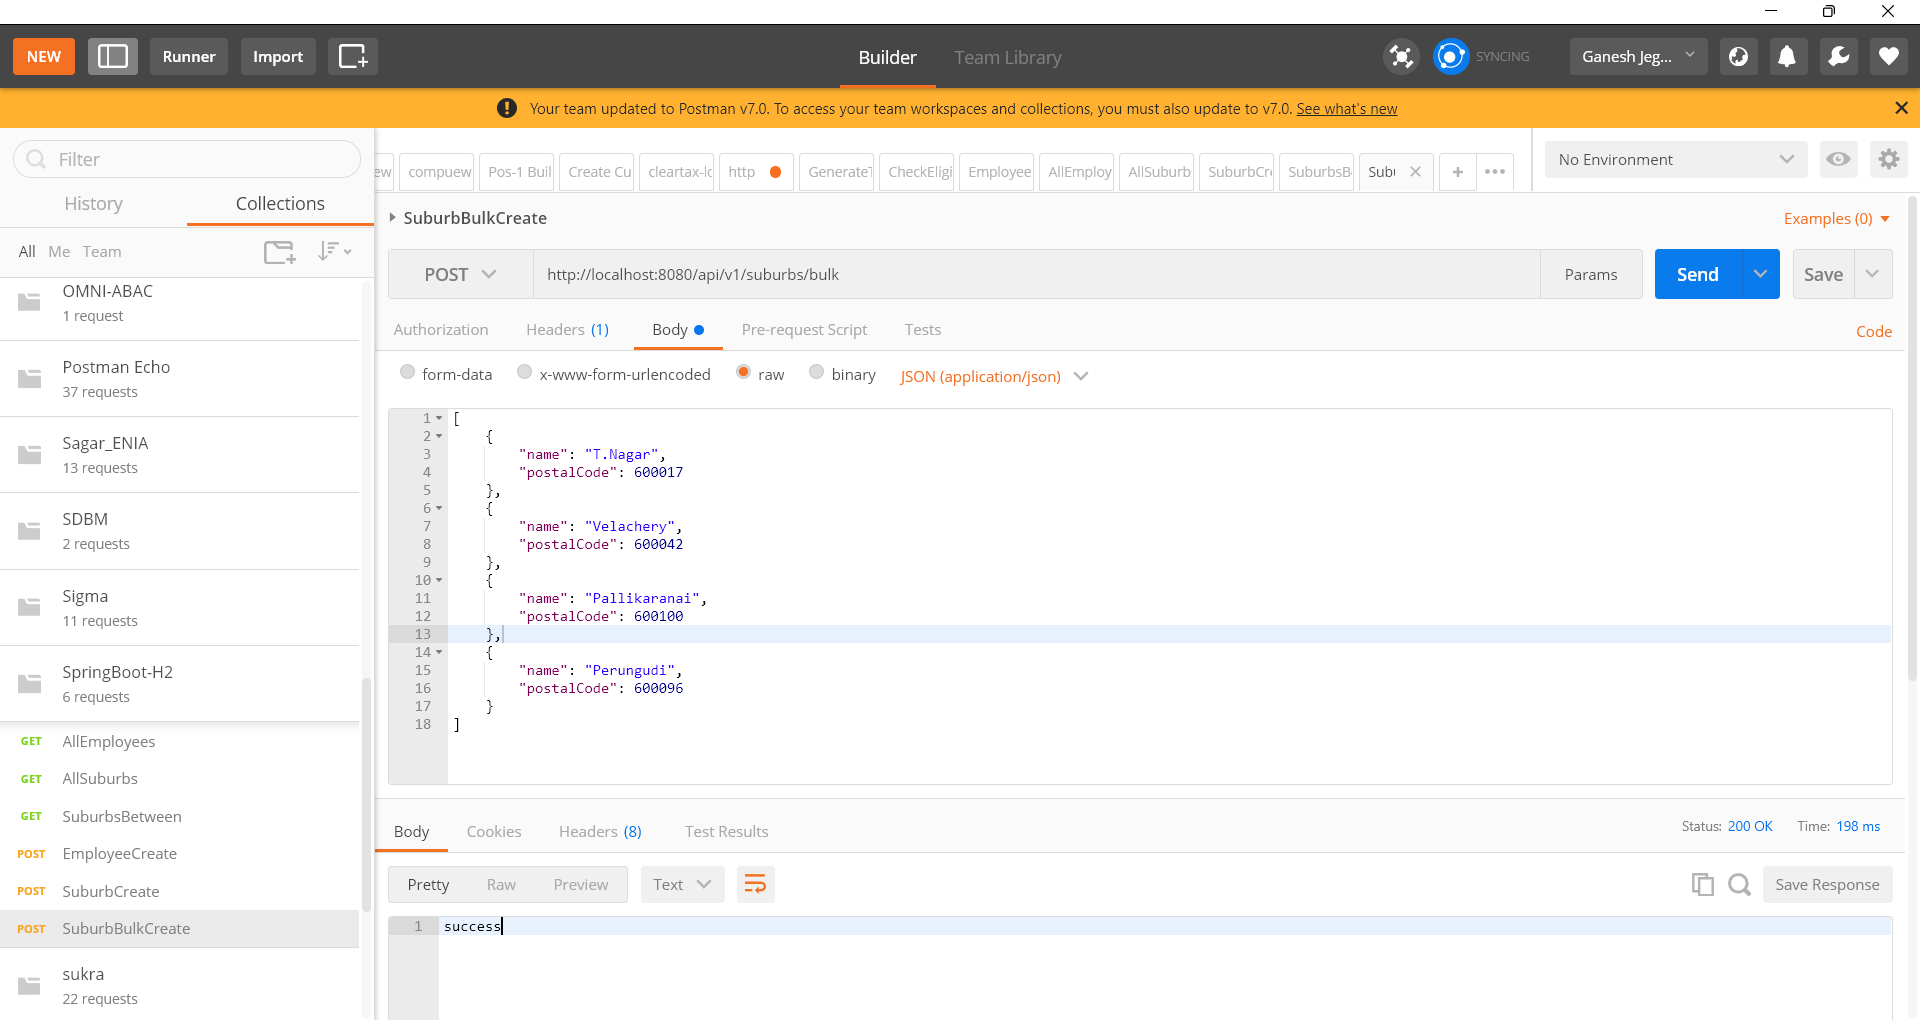 NEW
Runner
Import
Builder
Team Library
SYNCING
Ganesh Jeg...
Your team updated to Postman v7.0. To access your team workspaces and collections, you must also update to v7.0. See what's new
Filter
History
Collections
All Me Team
OMNI-ABAC
1 request
Postman Echo
37 requests
Sagar_ENIA
13 requests
SDBM
2 requests
Sigma
11 requests
SpringBoot-H2
6 requests
GET AllEmployees
GET AllSuburbs
GET SuburbsBetween
POST EmployeeCreate
POST SuburbCreate
POST SuburbBulkCreate
sukra
22 requests
ew compuew Pos-1 Buil Create Cu cleartax-lc http GenerateT CheckEligi Employee AllEmploy AllSuburb SuburbCr SuburbsB Subu
No Environment
SuburbBulkCreate
Examples (0)
POST
http://localhost:8080/api/v1/suburbs/bulk
Params
Send
Save
Authorization
Headers (1)
Body
Pre-request Script
Tests
Code
form-data
x-www-form-urlencoded
raw
binary
JSON (application/json)
1 [
2 {
3 "name": "T.Nagar",
4 "postalCode": 600017
5 },
6 {
7 "name": "Velachery",
8 "postalCode": 600042
9 },
10 {
11 "name": "Pallikaranai",
12 "postalCode": 600100
13 },
14 {
15 "name": "Perungudi",
16 "postalCode": 600096
17 }
18 ]
Body
Cookies
Headers (8)
Test Results
Status: 200 OK
Time: 198 ms
Pretty
Raw
Preview
Text
Save Response
1 success